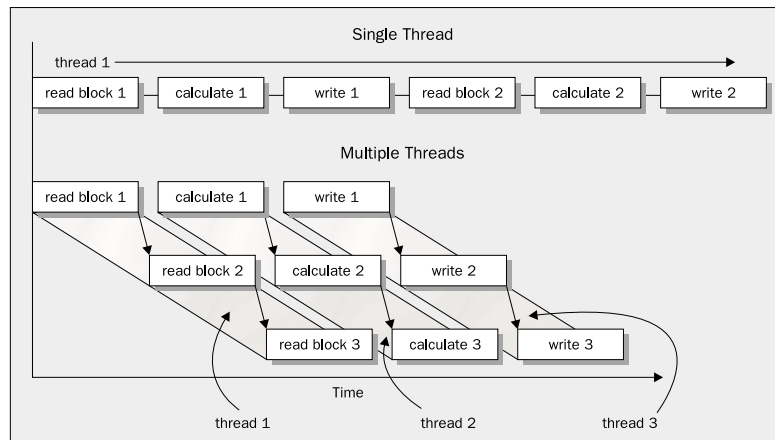 Single Thread
thread 1
read block 1
calculate 1
write 1
read block 2
calculate 2
write 2
Multiple Threads
read block 1
calculate 1
write 1
read block 2
calculate 2
write 2
read block 3
calculate 3
write 3
Time
thread 1
thread 2
thread 3